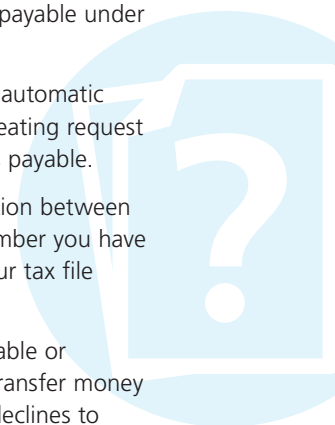 payable under
automatic
eating request
payable.
tion between
mber you have
ur tax file
able or
ransfer money
declines to
?